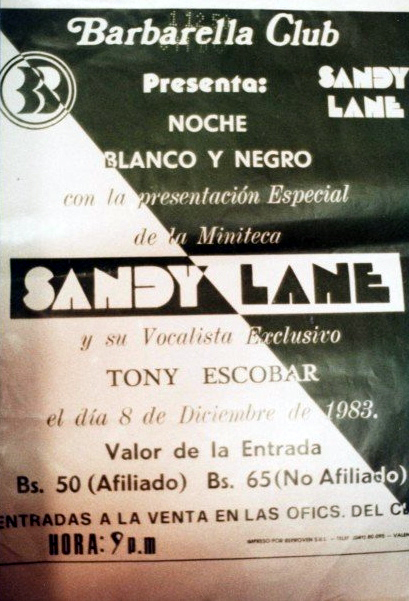 Barbarella Club
Presenta:
SANDY
LANE
NOCHE
BLANCO Y NEGRO
con la presentación Especial
de la Miniteca
SANDY LANE
y su Vocalista Exclusivo
TONY ESCOBAR
el día 8 de Diciembre de 1983.
Valor de la Entrada
Bs. 50 (Afiliado) Bs. 65 (No Afiliado)
ENTRADAS A LA VENTA EN LAS OFICS. DEL
HORA: 9 p.m
IMPRESO POR